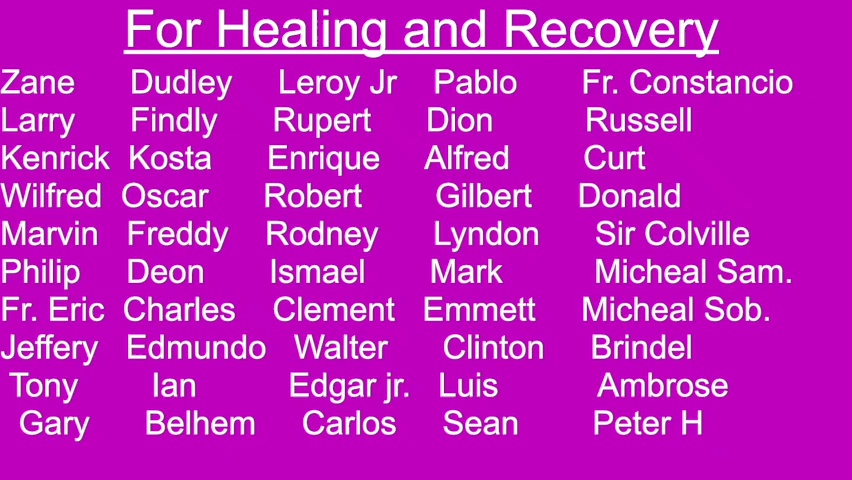 For Healing and Recovery
Zane Dudley Leroy Jr Pablo Fr. Constancio
Larry Findly Rupert Dion Russell
Kenrick Kosta Enrique Alfred Curt
Wilfred Oscar Robert Gilbert Donald
Marvin Freddy Rodney Lyndon Sir Colville
Philip Deon Ismael Mark Micheal Sam.
Fr. Eric Charles Clement Emmett Micheal Sob.
Jeffery Edmundo Walter Clinton Brindel
Tony Ian Edgar jr. Luis Ambrose
Gary Belhem Carlos Sean Peter H